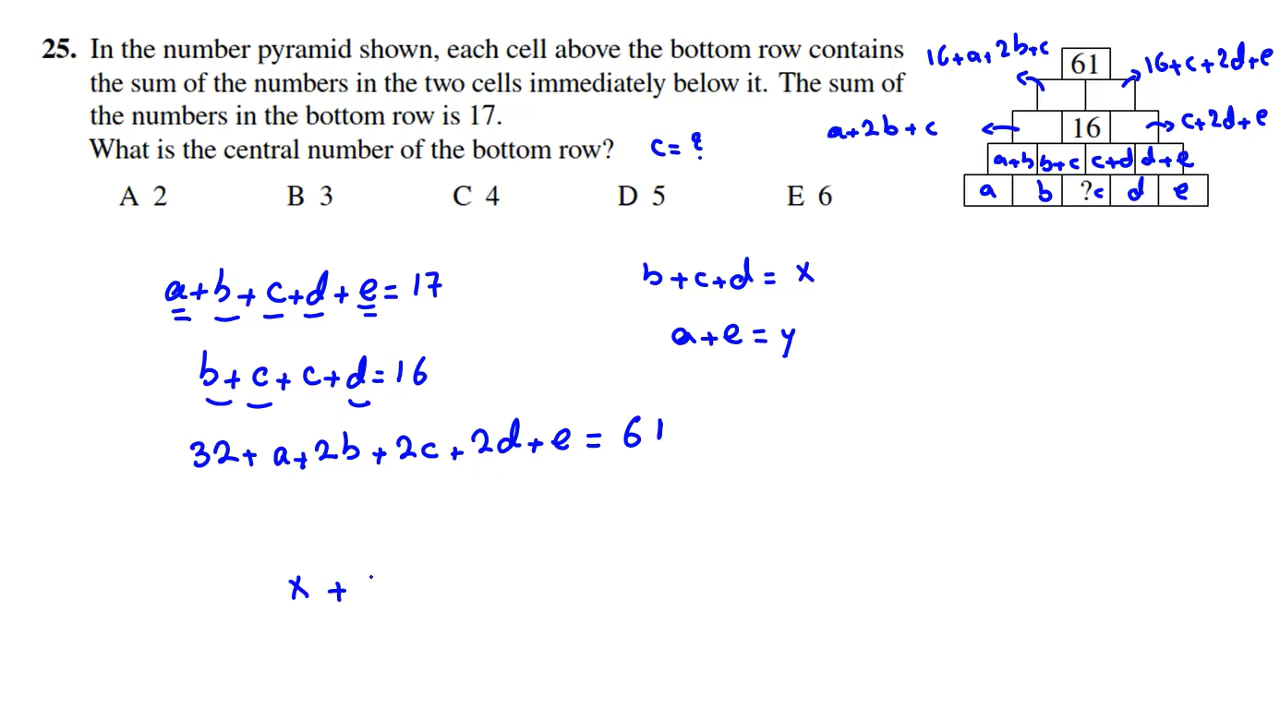 25. In the number pyramid shown, each cell above the bottom row contains
the sum of the numbers in the two cells immediately below it. The sum of
the numbers in the bottom row is 17.
What is the central number of the bottom row? c = ?
A 2 B 3 C 4 D 5 E 6
16+a+2b+c 61 16+c+2d+e
a+2b+c 16 c+2d+e
a+b b+c c+d d+e
a b ?c d e
a+b+c+d+e=17
b+c+c+d=16
32+a+2b+2c+2d+e=61
b+c+d=x
a+e=y
x +